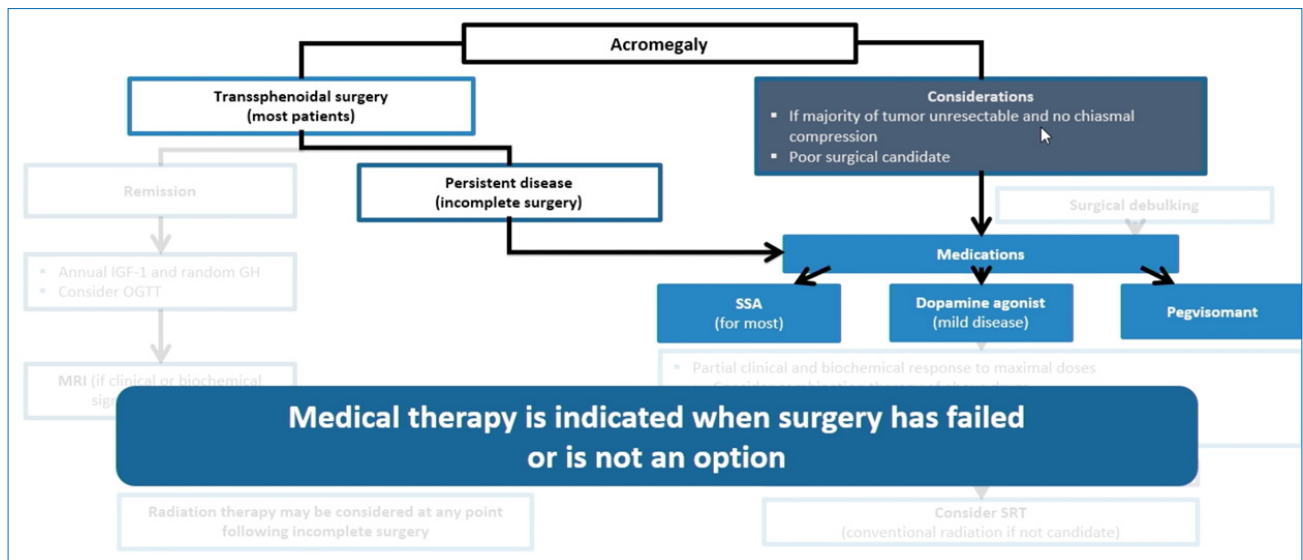 Acromegaly
Transsphenoidal surgery
(most patients)
Considerations
▪ If majority of tumor unresectable and no chiasmal
compression
▪ Poor surgical candidate
Remission
Persistent disease
(incomplete surgery)
Surgical debulking
▪ Annual IGF-1 and random GH
▪ Consider OGTT
Medications
SSA
(for most)
Dopamine agonist
(mild disease)
Pegvisomant
MRI (if clinical or biochemical
▪ Partial clinical and biochemical response to maximal doses
Medical therapy is indicated when surgery has failed
or is not an option
Radiation therapy may be considered at any point
following incomplete surgery
Consider SRT
(conventional radiation if not candidate)